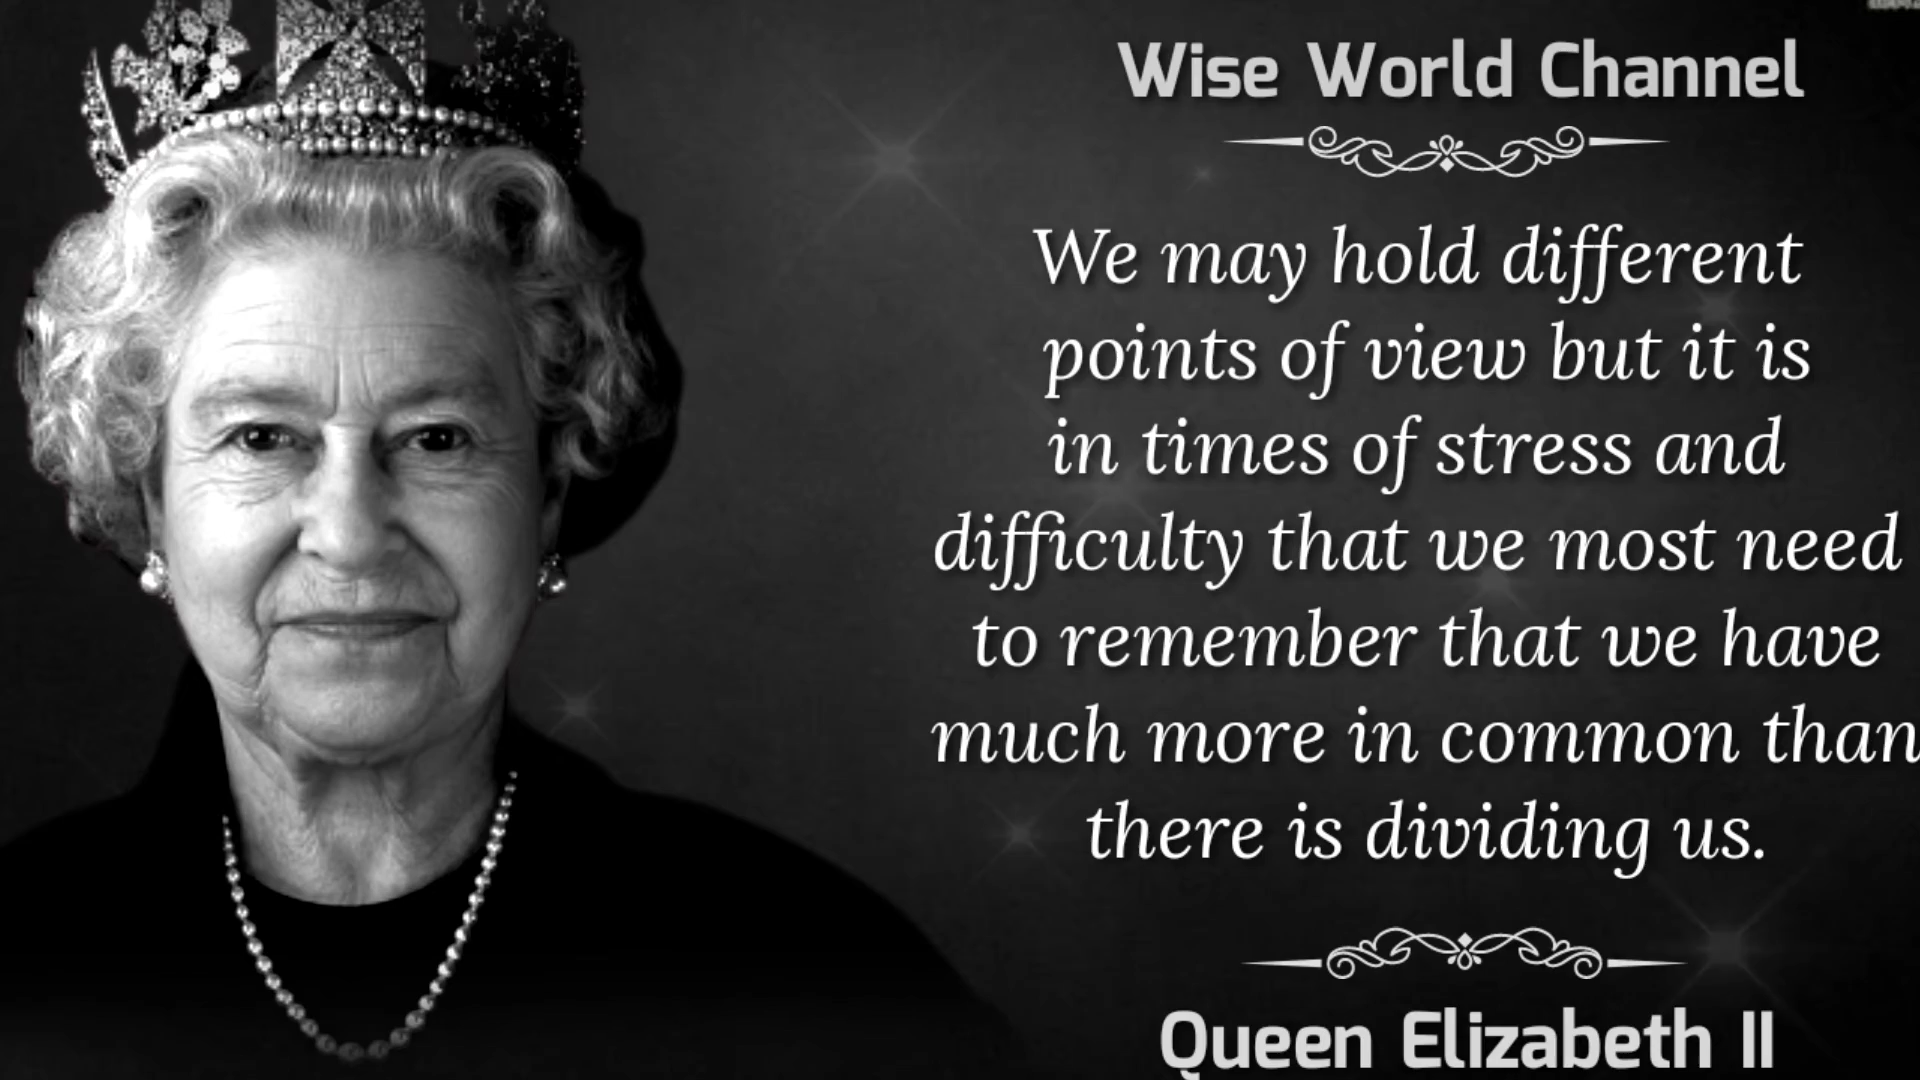 Wise World Channel
We may hold different
points of view but it is
in times of stress and
difficulty that we most need
to remember that we have
much more in common than
there is dividing us.
Queen Elizabeth II